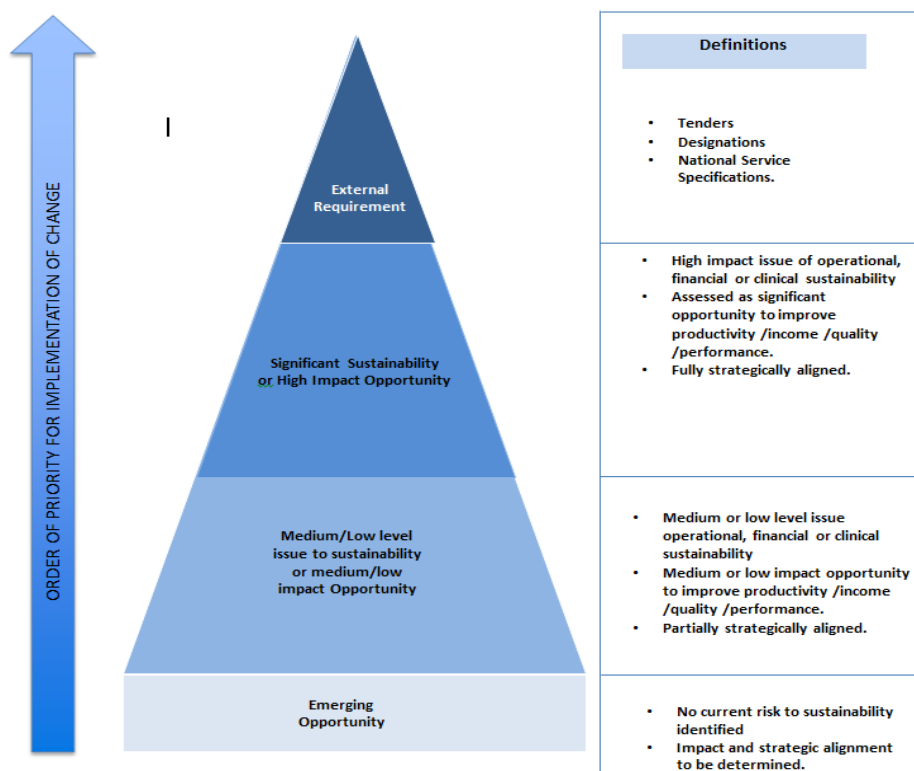 ORDER OF PRIORITY FOR IMPLEMENTATION OF CHANGE
External
Requirement
Significant Sustainability
or High Impact Opportunity
Medium/Low level
issue to sustainability
or medium/low
impact Opportunity
Emerging
Opportunity
Definitions
• Tenders
• Designations
• National Service
Specifications.
• High impact issue of operational,
financial or clinical sustainability
• Assessed as significant
opportunity to improve
productivity /income /quality
/performance.
• Fully strategically aligned.
• Medium or low level issue
operational, financial or clinical
sustainability
• Medium or low impact opportunity
to improve productivity /income
/quality /performance.
• Partially strategically aligned.
• No current risk to sustainability
identified
• Impact and strategic alignment
to be determined.